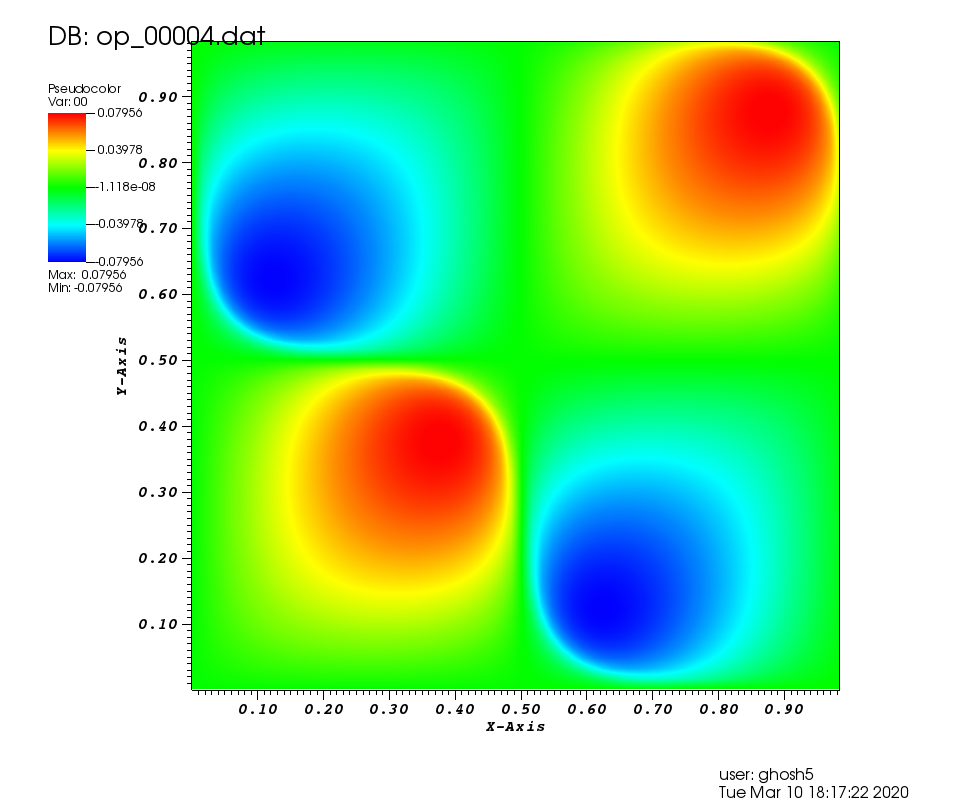 DB: op_00004.dat
Pseudocolor
Var: 00
0.07956
0.03978
-1.118e-08
-0.03978
-0.07956
Max: 0.07956
Min: -0.07956
0.90
0.80
0.70
0.60
0.50
0.40
0.30
0.20
0.10
Y-Axis
0.10 0.20 0.30 0.40 0.50 0.60 0.70 0.80 0.90
X-Axis
user: ghosh5
Tue Mar 10 18:17:22 2020